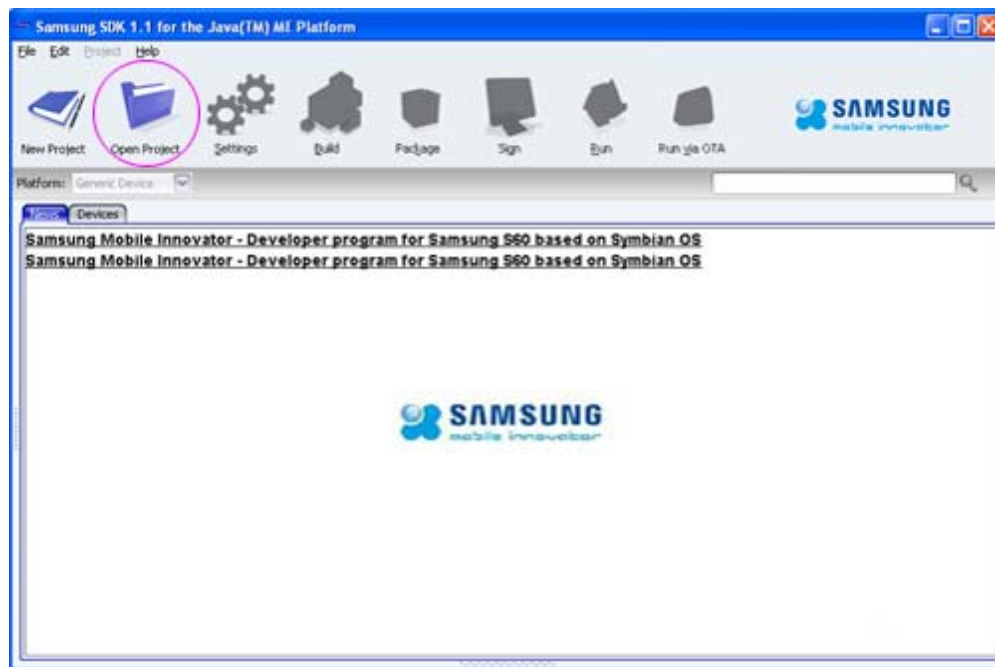 Samsung SDK 1.1 for the Java(TM) ME Platform
File Edit Project Help
New Project Open Project Settings Build Package Sign Run Run via OTA
SAMSUNG
mobile innovator
Platform: Generic Device
News Devices
Samsung Mobile Innovator - Developer program for Samsung S60 based on Symbian OS
Samsung Mobile Innovator - Developer program for Samsung S60 based on Symbian OS
SAMSUNG
mobile innovator